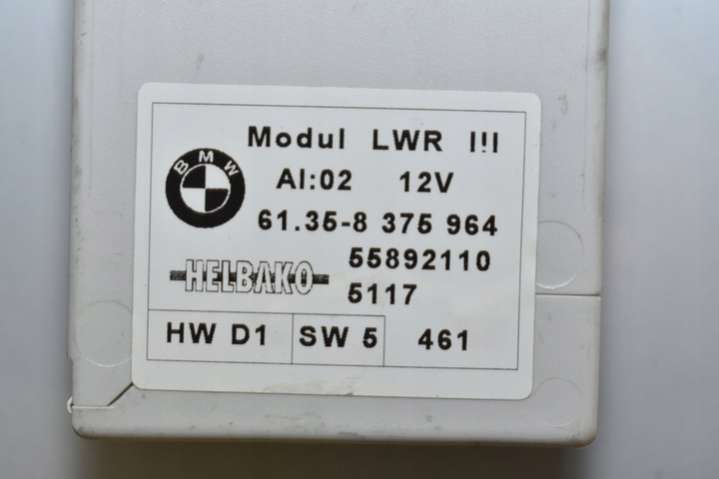 Modul LWR I!I
BMW
AI:02 12V
61.35-8 375 964
55892110
HELBAKO
5117
HW D1 SW 5 461